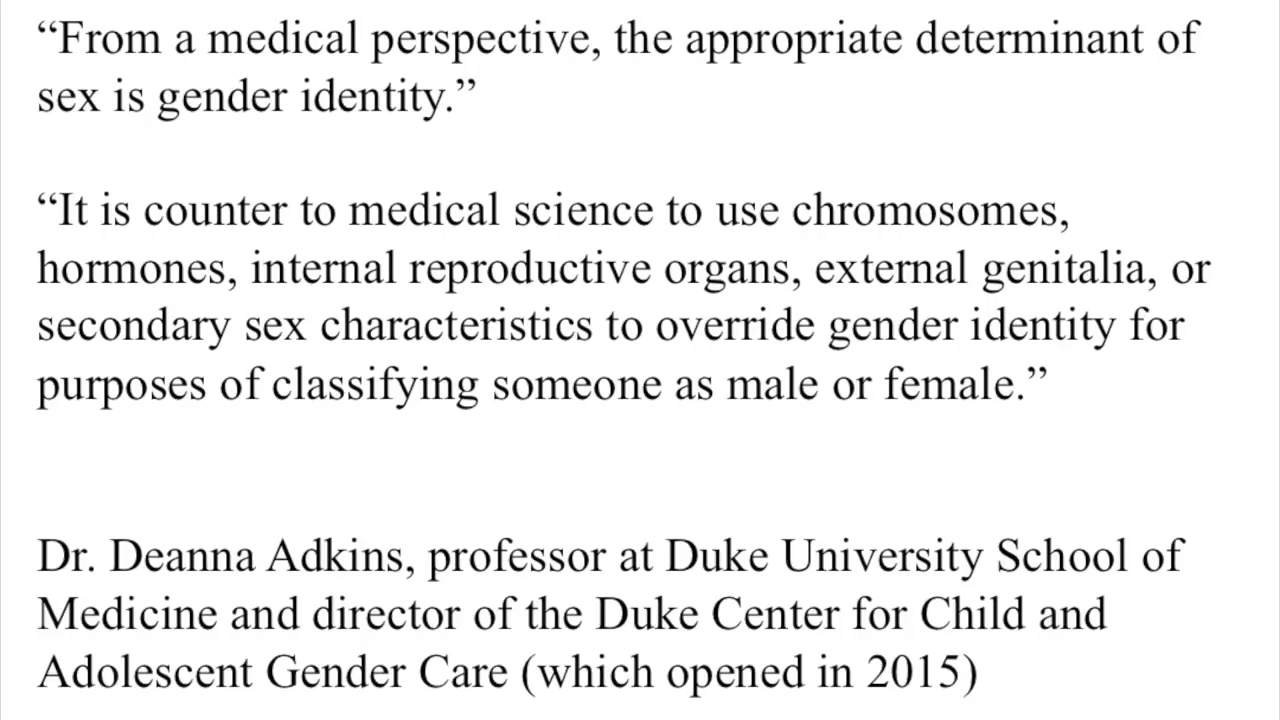 “From a medical perspective, the appropriate determinant of
sex is gender identity.”
“It is counter to medical science to use chromosomes,
hormones, internal reproductive organs, external genitalia, or
secondary sex characteristics to override gender identity for
purposes of classifying someone as male or female.”
Dr. Deanna Adkins, professor at Duke University School of
Medicine and director of the Duke Center for Child and
Adolescent Gender Care (which opened in 2015)